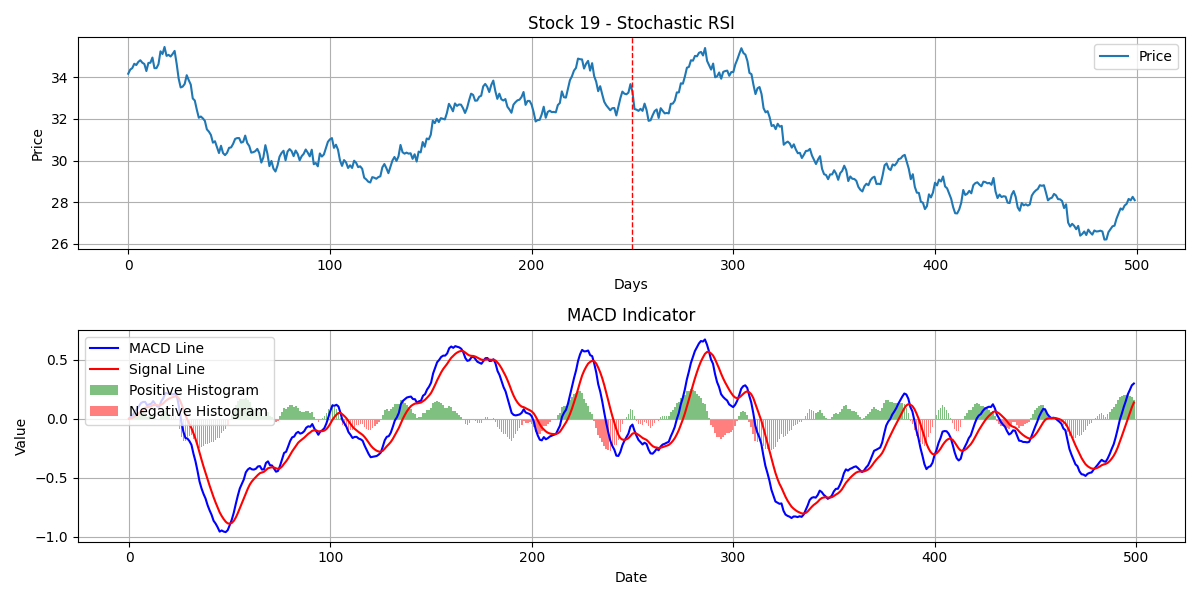 Stock 19 - Stochastic RSI
Price
34
32
30
28
26
Price
0 100 200 300 400 500
Days
MACD Indicator
MACD Line
Signal Line
Positive Histogram
Negative Histogram
0.5
0.0
−0.5
−1.0
Value
0 100 200 300 400 500
Date